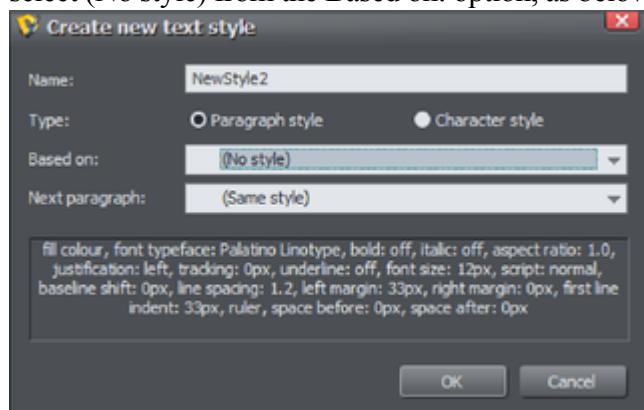 select (No style) from the Based on: option, as below
Create new text style
Name: NewStyle2
Type: Paragraph style Character style
Based on: (No style)
Next paragraph: (Same style)
fill colour, font typeface: Palatino Linotype, bold: off, italic: off, aspect ratio: 1.0,
justification: left, tracking: 0px, underline: off, font size: 12px, script: normal,
baseline shift: 0px, line spacing: 1.2, left margin: 33px, right margin: 0px, first line
indent: 33px, ruler, space before: 0px, space after: 0px
OK Cancel